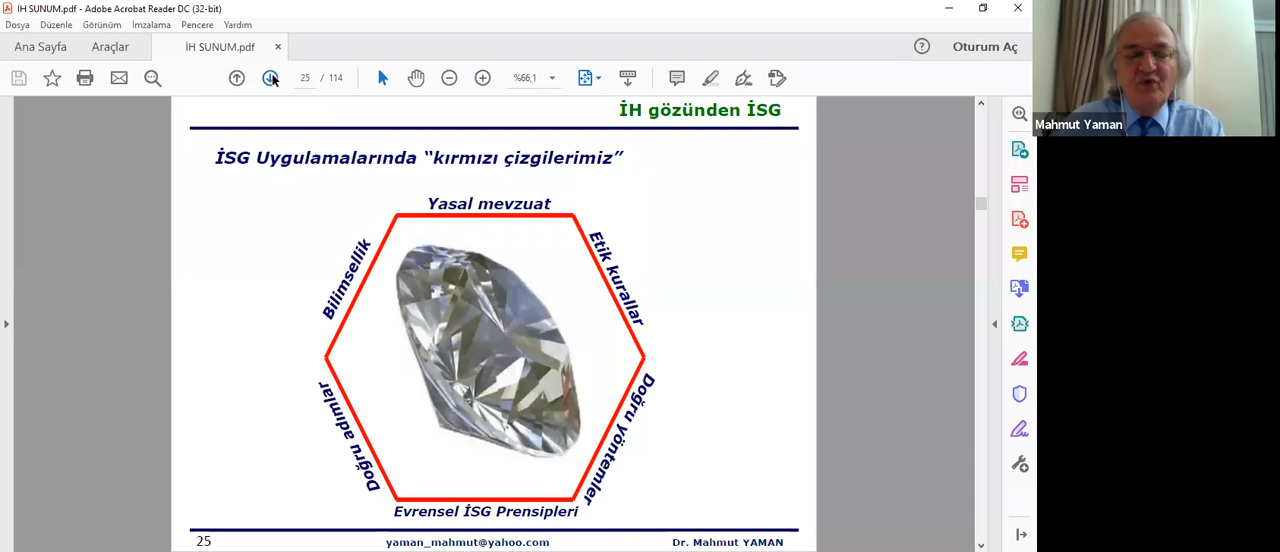 İH SUNUM.pdf - Adobe Acrobat Reader DC (32-bit)
Dosya Düzenle Görünüm İmzalama Pencere Yardım
Ana Sayfa Araçlar İH SUNUM.pdf Oturum Aç
25 / 114 %66,1
Mahmut Yaman
İH gözünden İSG
İSG Uygulamalarında “kırmızı çizgilerimiz”
Yasal mevzuat
Bilimsellik
Etik kurallar
Doğru adımlar
Doğru yöntemler
Evrensel İSG Prensipleri
25 yaman_mahmut@yahoo.com Dr. Mahmut YAMAN